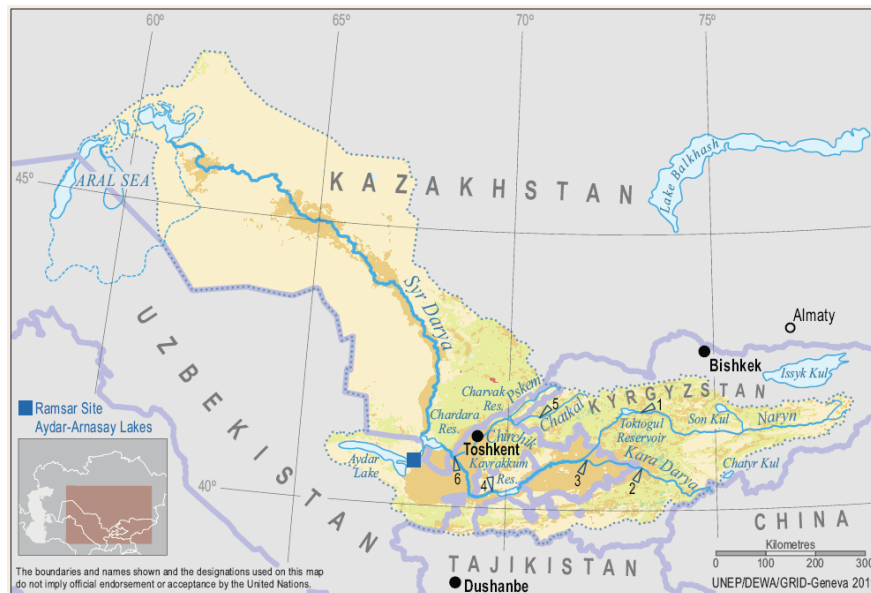 60°
65°
70°
75°
45°
ARAL SEA
KAZAKHSTAN
Lake Balkhash
Syr Darya
UZBEKISTAN
Almaty
Bishkek
Issyk Kul
KYRGYZSTAN
Charvak
Res.
Pskem
5
Chatkal
1
Chardara
Res.
Chirchik
Toktogul
Reservoir
Son Kul
Naryn
Ramsar Site
Aydar-Arnasay Lakes
Toshkent
Aydar
Lake
6
Kayrakkum
Res.
4
3
Kara Darya
2
Chatyr Kul
40°
CHINA
TAJIKISTAN
Dushanbe
Kilometres
0 100 200 300
The boundaries and names shown and the designations used on this map
do not imply official endorsement or acceptance by the United Nations.
UNEP/DEWA/GRID-Geneva 201